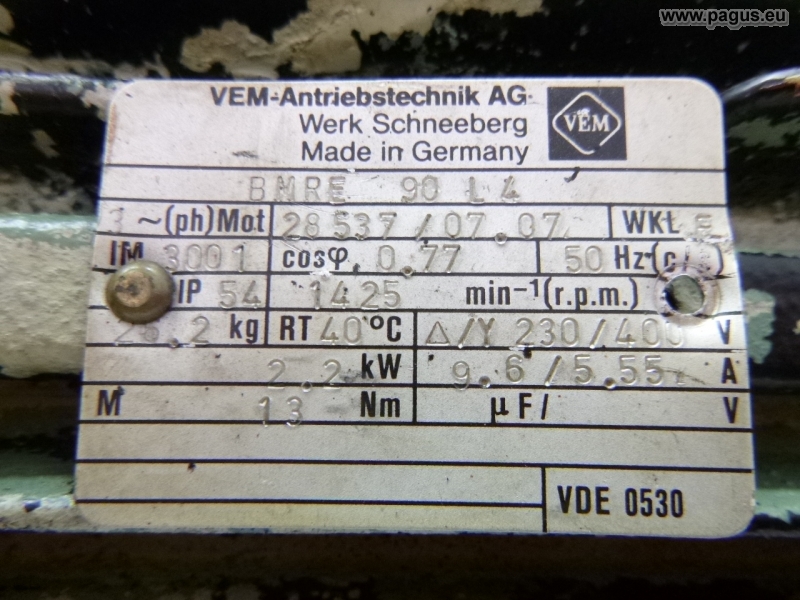 www.pagus.eu
VEM-Antriebstechnik AG
Werk Schneeberg
Made in Germany
VEM
BMRE 90 L4
3 ~(ph)Mot 28537/07.07 WKL F
IM 3001 cosφ 0.77 50 Hz
IP 54 1425 min-1(r.p.m.)
kg RT 40 °C Δ/Y 230/400 V
2.2 kW 9.6/5.55 A
M 13 Nm µF/ V
VDE 0530